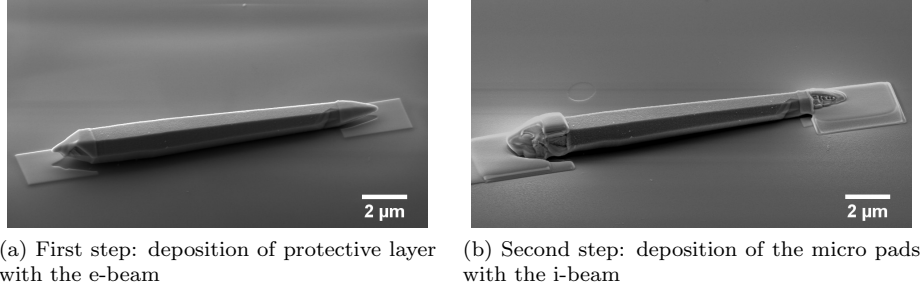 2 µm
2 µm
(a) First step: deposition of protective layer
with the e-beam
(b) Second step: deposition of the micro pads
with the i-beam